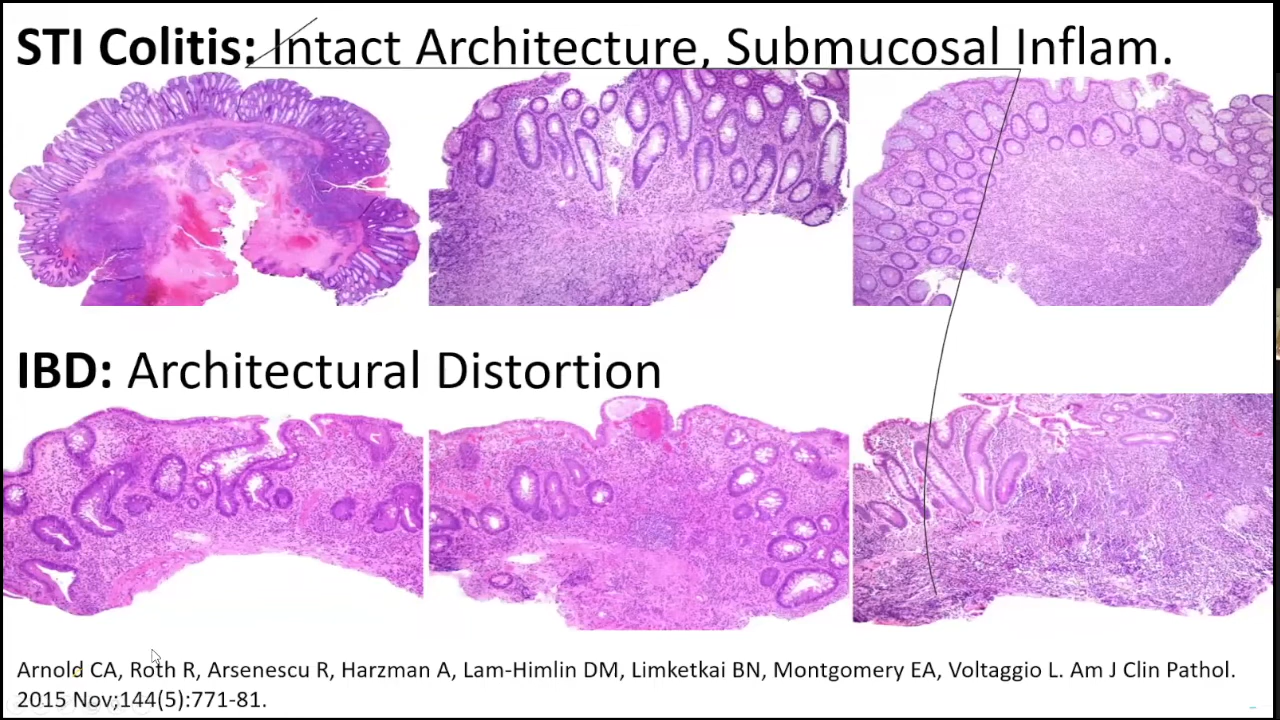 STI Colitis: Intact Architecture, Submucosal Inflam.
IBD: Architectural Distortion
Arnold CA, Roth R, Arsenescu R, Harzman A, Lam-Himlin DM, Limketkai BN, Montgomery EA, Voltaggio L. Am J Clin Pathol.
2015 Nov;144(5):771-81.